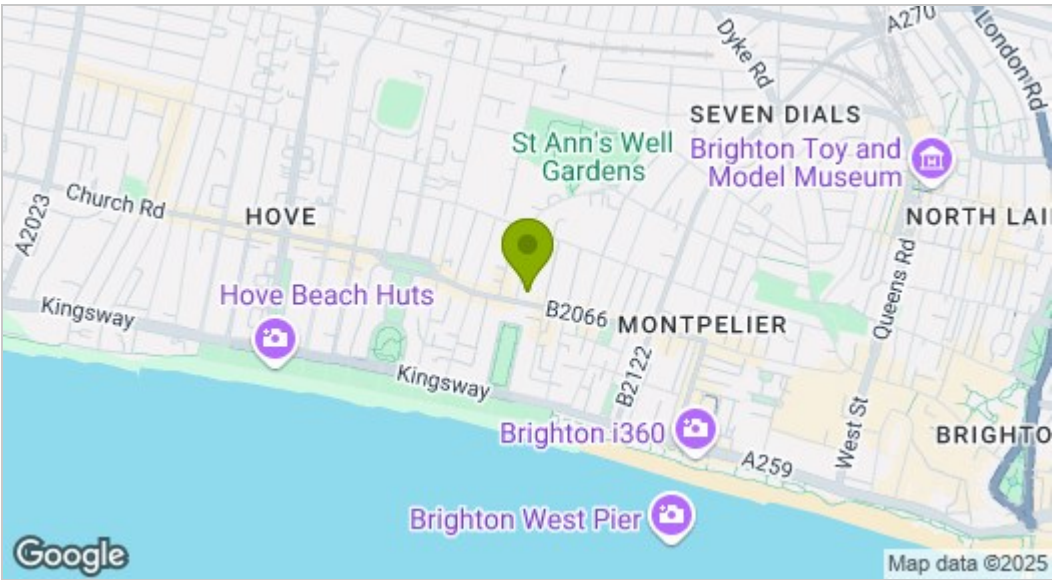 A270
London Rd
Dyke Rd
SEVEN DIALS
St Ann's Well
Gardens
Brighton Toy and
Model Museum
Church Rd
A2023
HOVE
NORTH LAI
Queens Rd
Hove Beach Huts
Kingsway
B2066
MONTPELIER
B2122
Kingsway
Brighton i360
West St
BRIGHTO
A259
Brighton West Pier
Google
Map data ©2025